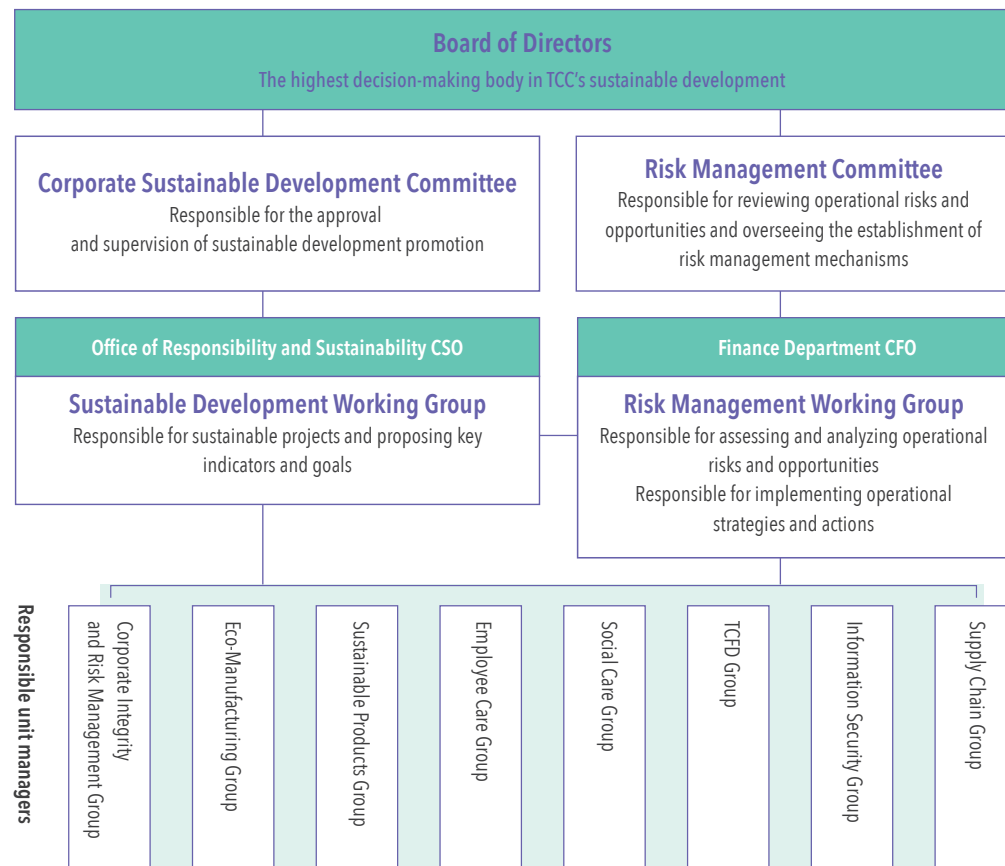 Board of Directors
The highest decision-making body in TCC's sustainable development
Corporate Sustainable Development Committee
Responsible for the approval
and supervision of sustainable development promotion
Risk Management Committee
Responsible for reviewing operational risks and
opportunities and overseeing the establishment of
risk management mechanisms
Office of Responsibility and Sustainability CSO
Sustainable Development Working Group
Responsible for sustainable projects and proposing key
indicators and goals
Finance Department CFO
Risk Management Working Group
Responsible for assessing and analyzing operational
risks and opportunities
Responsible for implementing operational
strategies and actions
Responsible unit managers
Corporate Integrity
and Risk Management Group
Eco-Manufacturing Group
Sustainable Products Group
Employee Care Group
Social Care Group
TCFD Group
Information Security Group
Supply Chain Group